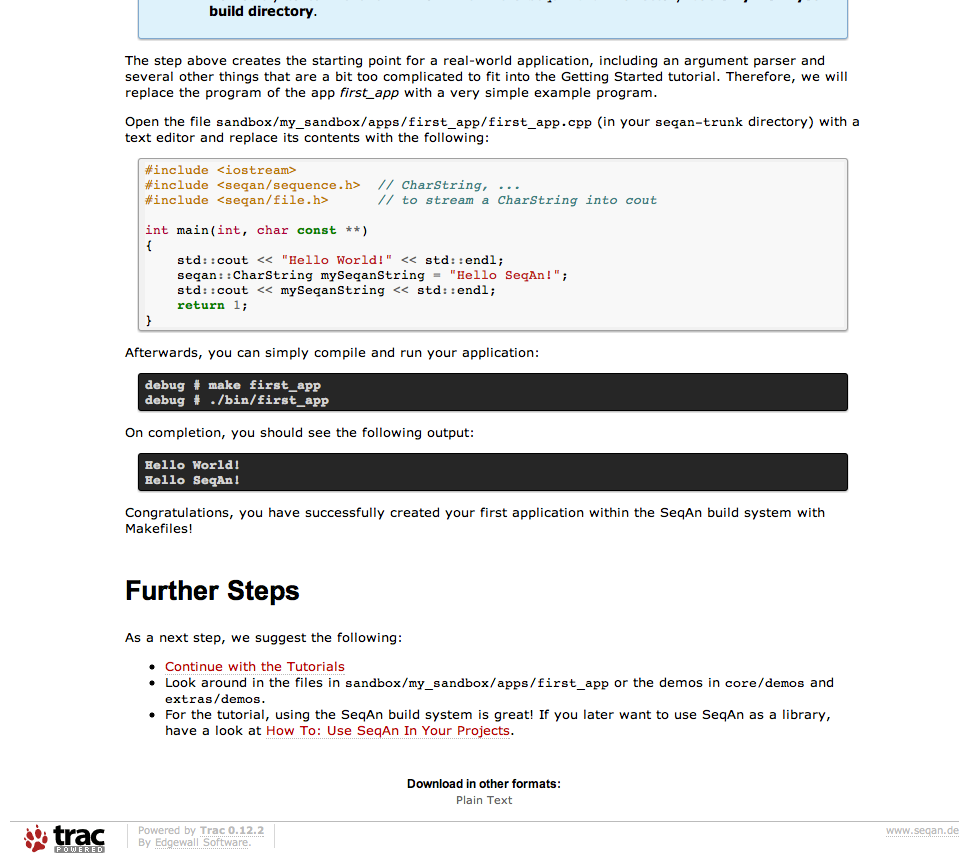 build directory.
The step above creates the starting point for a real-world application, including an argument parser and
several other things that are a bit too complicated to fit into the Getting Started tutorial. Therefore, we will
replace the program of the app first_app with a very simple example program.
Open the file sandbox/my_sandbox/apps/first_app/first_app.cpp (in your seqan-trunk directory) with a
text editor and replace its contents with the following:
#include <iostream>
#include <seqan/sequence.h>  // CharString, ...
#include <seqan/file.h>      // to stream a CharString into cout
int main(int, char const **)
{
    std::cout << "Hello World!" << std::endl;
    seqan::CharString mySeqanString = "Hello SeqAn!";
    std::cout << mySeqanString << std::endl;
    return 1;
}
Afterwards, you can simply compile and run your application:
debug # make first_app
debug # ./bin/first_app
On completion, you should see the following output:
Hello World!
Hello SeqAn!
Congratulations, you have successfully created your first application within the SeqAn build system with
Makefiles!
Further Steps
As a next step, we suggest the following:
• Continue with the Tutorials
• Look around in the files in sandbox/my_sandbox/apps/first_app or the demos in core/demos and
extras/demos.
• For the tutorial, using the SeqAn build system is great! If you later want to use SeqAn as a library,
have a look at How To: Use SeqAn In Your Projects.
Download in other formats:
Plain Text
trac
POWERED
Powered by Trac 0.12.2
By Edgewall Software.
www.seqan.de